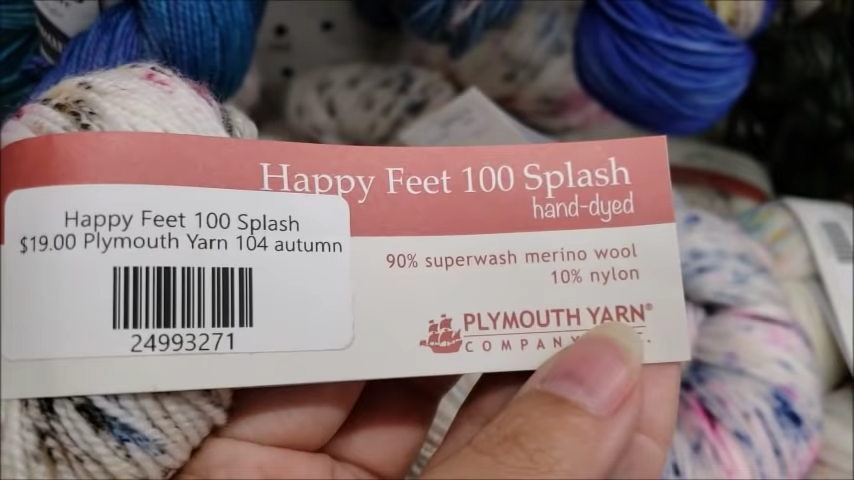 Happy Feet 100 Splash
hand-dyed
Happy Feet 100 Splash
$19.00 Plymouth Yarn 104 autumn
24993271
90% superwash merino wool
10% nylon
PLYMOUTH YARN®
COMPANY